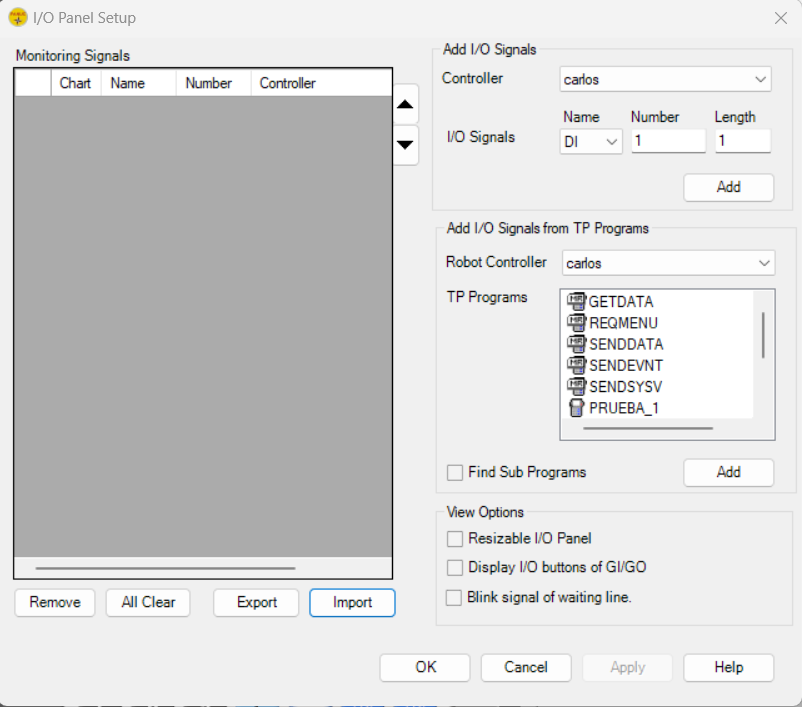 I/O Panel Setup
Monitoring Signals
Chart Name Number Controller
Remove All Clear Export Import
Add I/O Signals
Controller carlos
Name Number Length
I/O Signals DI 1 1
Add
Add I/O Signals from TP Programs
Robot Controller carlos
TP Programs
GETDATA
REQMENU
SENDDATA
SENDEVNT
SENDSYSV
PRUEBA_1
Find Sub Programs Add
View Options
Resizable I/O Panel
Display I/O buttons of GI/GO
Blink signal of waiting line.
OK Cancel Apply Help